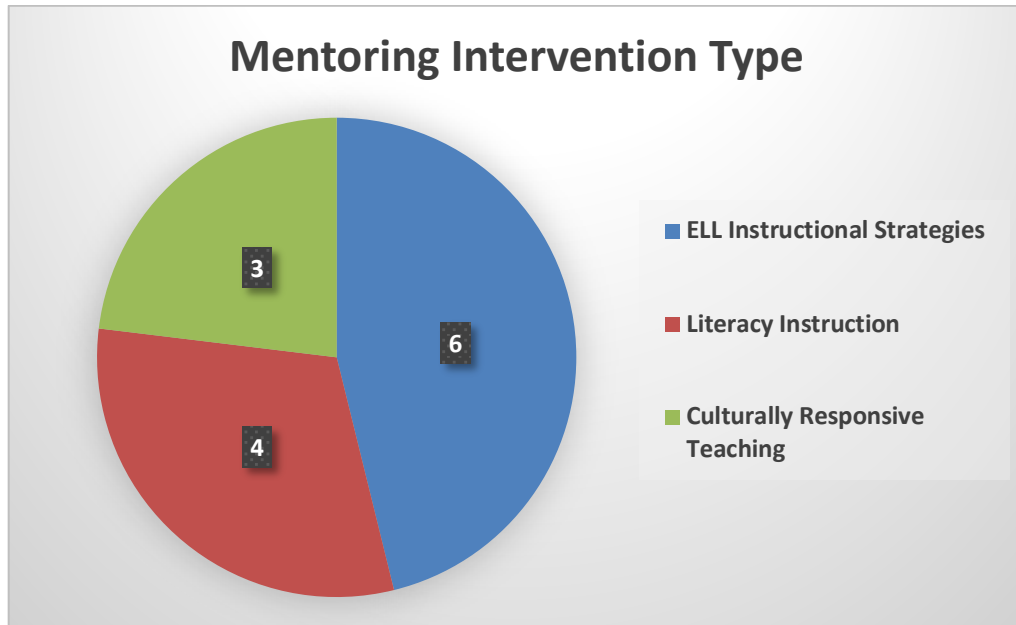 Mentoring Intervention Type
3
6
4
ELL Instructional Strategies
Literacy Instruction
Culturally Responsive
Teaching